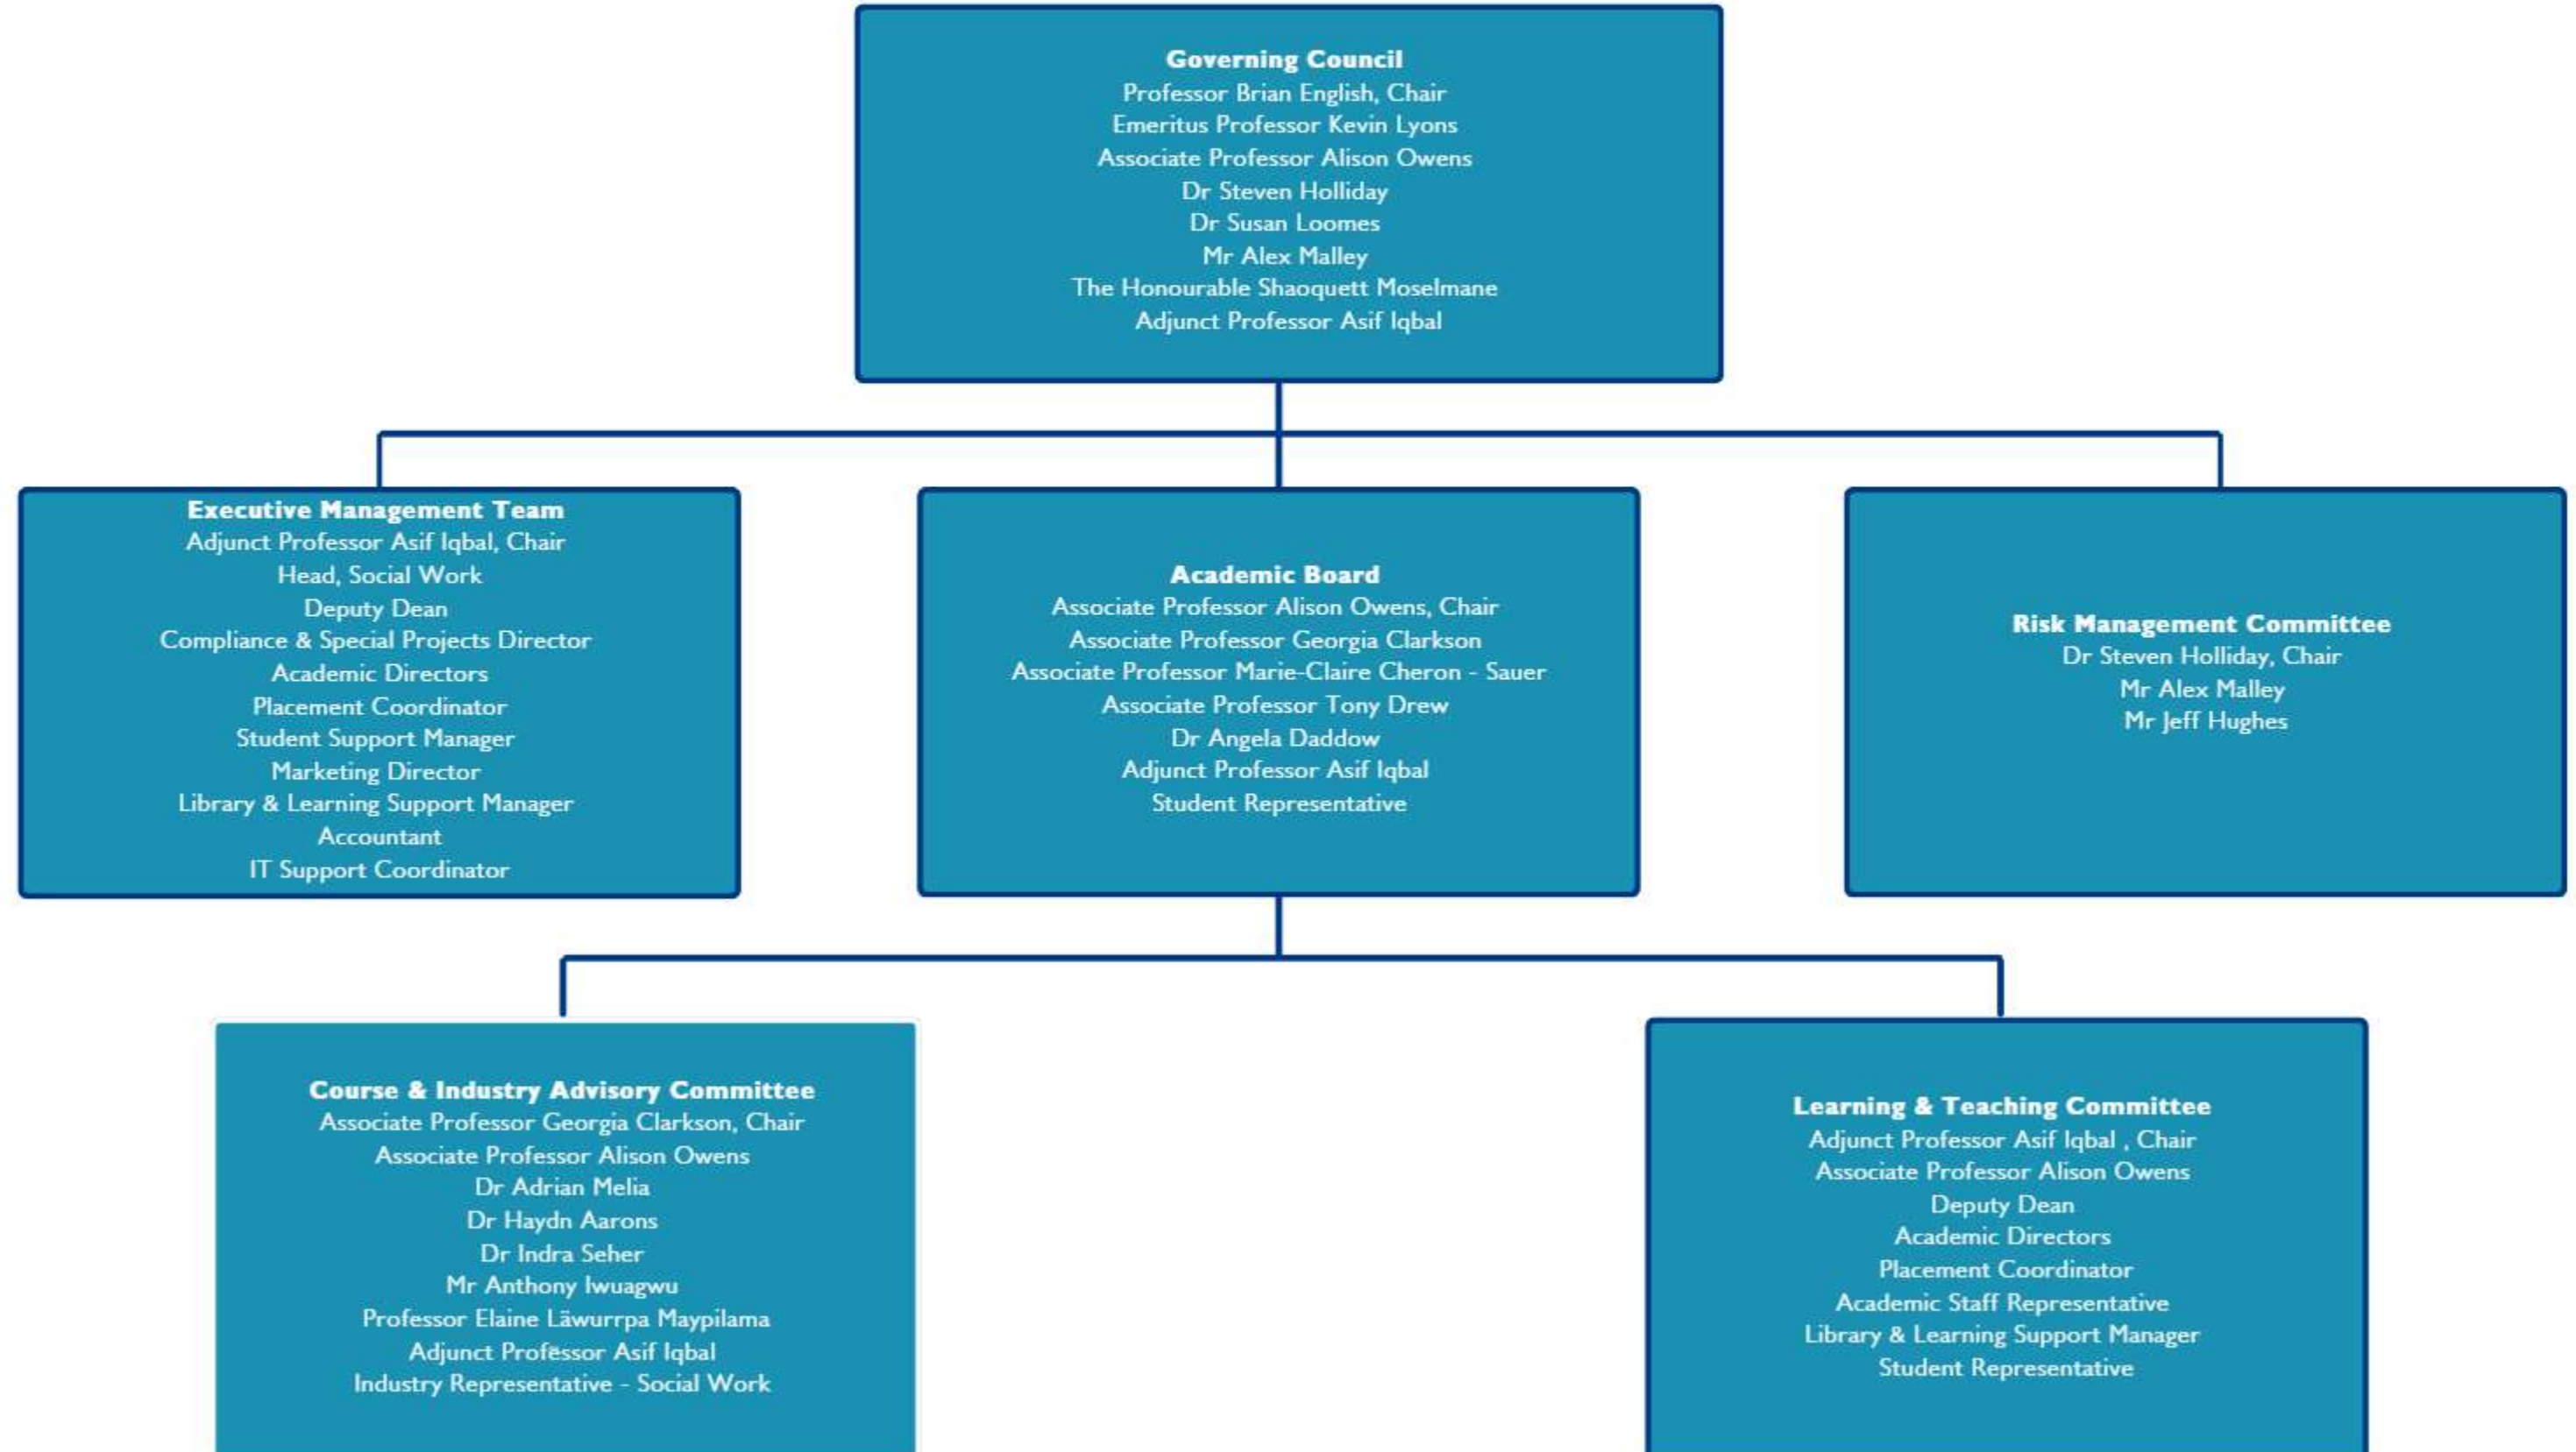 Governing Council
Professor Brian English, Chair
Emeritus Professor Kevin Lyons
Associate Professor Alison Owens
Dr Steven Holliday
Dr Susan Loomes
Mr Alex Malley
The Honourable Shaoquett Moselmane
Adjunct Professor Asif Iqbal
Executive Management Team
Adjunct Professor Asif Iqbal, Chair
Head, Social Work
Deputy Dean
Compliance & Special Projects Director
Academic Directors
Placement Coordinator
Student Support Manager
Marketing Director
Library & Learning Support Manager
Accountant
IT Support Coordinator
Academic Board
Associate Professor Alison Owens, Chair
Associate Professor Georgia Clarkson
Associate Professor Marie-Claire Cheron - Sauer
Associate Professor Tony Drew
Dr Angela Daddow
Adjunct Professor Asif Iqbal
Student Representative
Risk Management Committee
Dr Steven Holliday, Chair
Mr Alex Malley
Mr Jeff Hughes
Course & Industry Advisory Committee
Associate Professor Georgia Clarkson, Chair
Associate Professor Alison Owens
Dr Adrian Melia
Dr Haydn Aarons
Dr Indra Seher
Mr Anthony Iwuagwu
Professor Elaine Läwurrpa Maypilama
Adjunct Profëssor Asif Iqbal
Industry Representative - Social Work
Learning & Teaching Committee
Adjunct Professor Asif Iqbal , Chair
Associate Professor Alison Owens
Deputy Dean
Academic Directors
Placement Coordinator
Academic Staff Representative
Library & Learning Support Manager
Student Representative